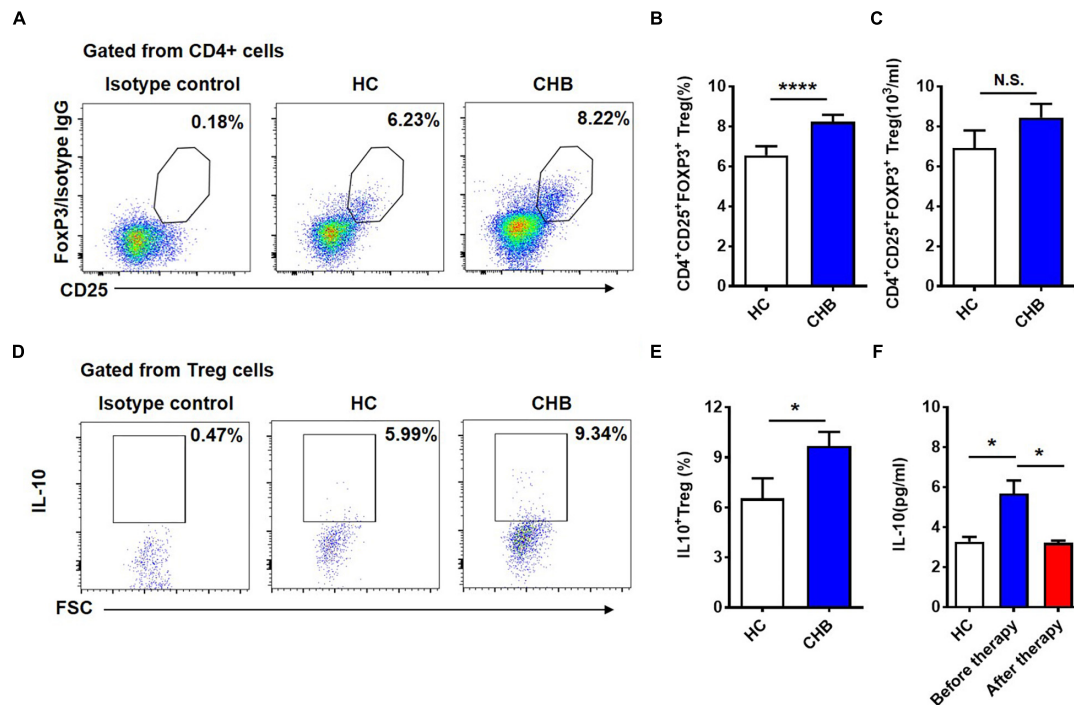 A
Gated from CD4+ cells
Isotype control
HC
CHB
FoxP3/Isotype IgG
0.18%
6.23%
8.22%
CD25
B
CD4⁺CD25⁺FOXP3⁺ Treg(%)
10
8
6
4
2
0
****
HC
CHB
C
CD4⁺CD25⁺FOXP3⁺ Treg(10³/ml)
10
8
6
4
2
0
N.S.
HC
CHB
D
Gated from Treg cells
Isotype control
HC
CHB
IL-10
0.47%
5.99%
9.34%
FSC
E
IL10⁺Treg (%)
12
9
6
3
0
*
HC
CHB
F
IL-10(pg/ml)
10
8
6
4
2
0
*
*
HC
Before therapy
After therapy